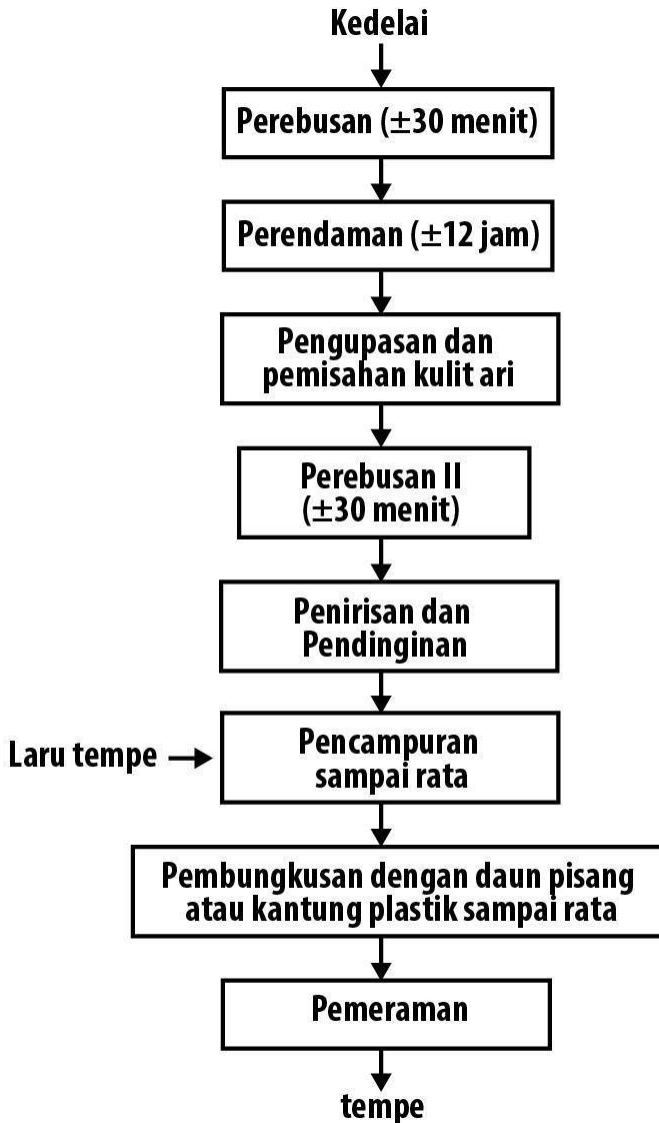 Kedelai
Perebusan (±30 menit)
Perendaman (±12 jam)
Pengupasan dan
pemisahan kulit ari
Perebusan II
(±30 menit)
Penirisan dan
Pendinginan
Laru tempe
Pencampuran
sampai rata
Pembungkusan dengan daun pisang
atau kantung plastik sampai rata
Pemeraman
tempe